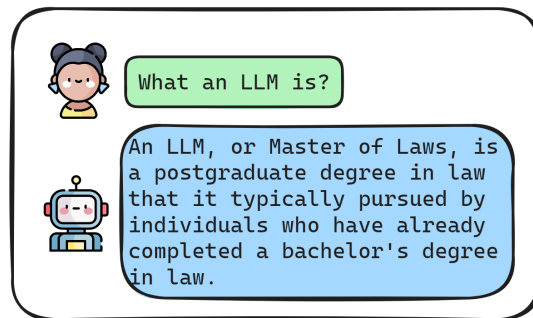 What an LLM is?
An LLM, or Master of Laws, is
a postgraduate degree in law
that it typically pursued by
individuals who have already
completed a bachelor's degree
in law.